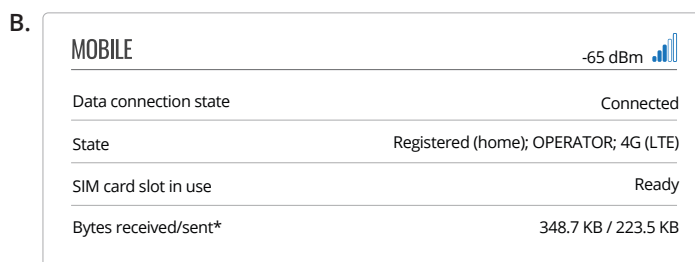 B.
MOBILE -65 dBm
Data connection state Connected
State Registered (home); OPERATOR; 4G (LTE)
SIM card slot in use Ready
Bytes received/sent* 348.7 KB / 223.5 KB